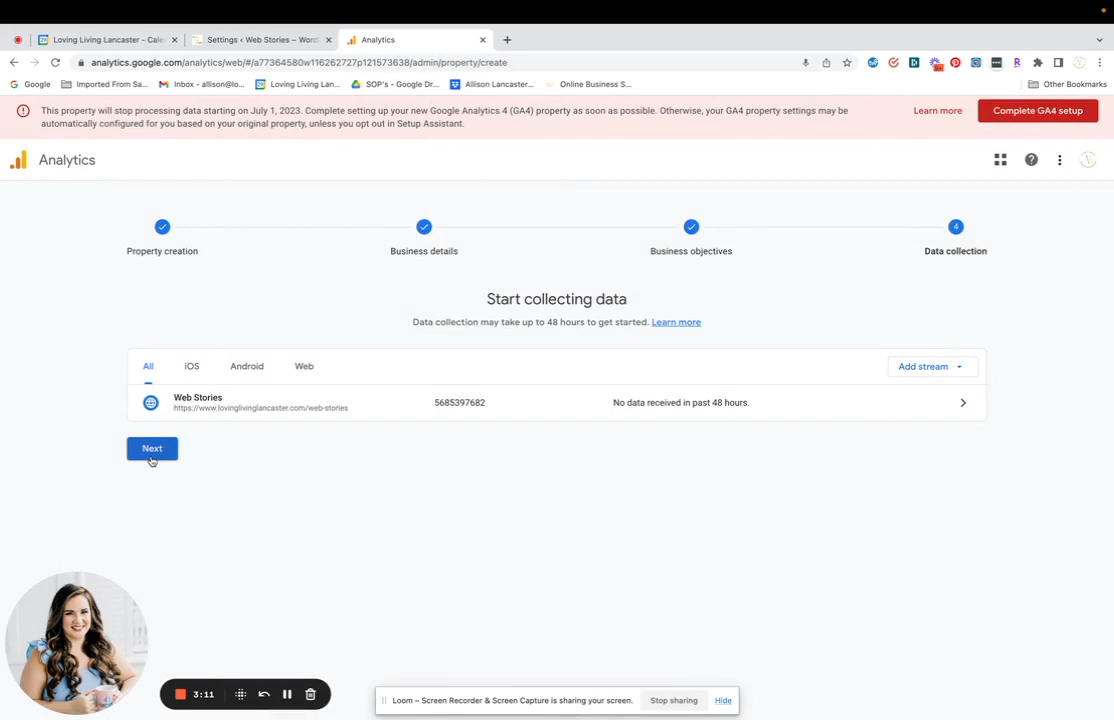 Loving Living Lancaster - Cale
Settings ‹ Web Stories — Word
Analytics
analytics.google.com/analytics/web/#/a77364580w116262727p121573638/admin/property/create
Google
Imported From Sa...
Inbox - allison@lo...
Loving Living Lan...
SOP's - Google Dr...
Allison Lancaster...
Online Business S...
Other Bookmarks
This property will stop processing data starting on July 1, 2023. Complete setting up your new Google Analytics 4 (GA4) property as soon as possible. Otherwise, your GA4 property settings may be
automatically configured for you based on your original property, unless you opt out in Setup Assistant.
Learn more
Complete GA4 setup
Analytics
4
Property creation
Business details
Business objectives
Data collection
Start collecting data
Data collection may take up to 48 hours to get started. Learn more
All
iOS
Android
Web
Add stream
Web Stories
https://www.lovinglivinglancaster.com/web-stories
5685397682
No data received in past 48 hours.
Next
3:11
Loom – Screen Recorder & Screen Capture is sharing your screen.
Stop sharing
Hide